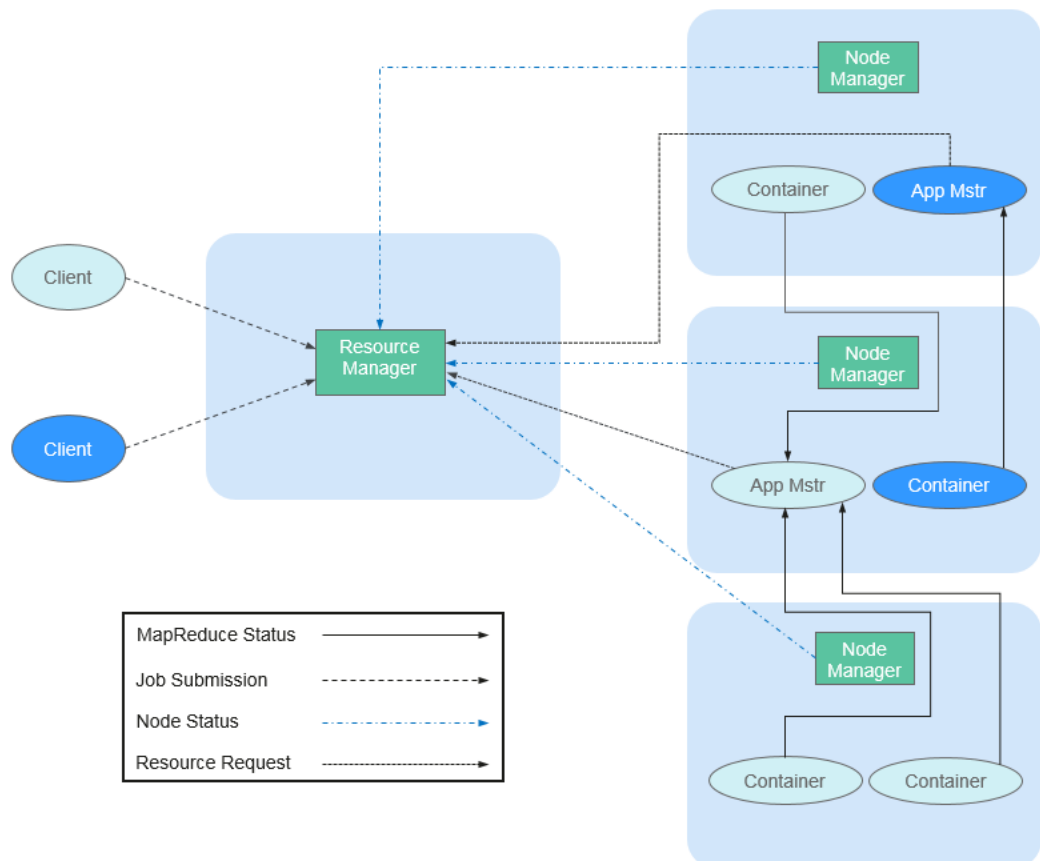 Node
Manager
Container
App Mstr
Client
Resource
Manager
Node
Manager
Client
App Mstr
Container
MapReduce Status
Job Submission
Node Status
Resource Request
Node
Manager
Container
Container